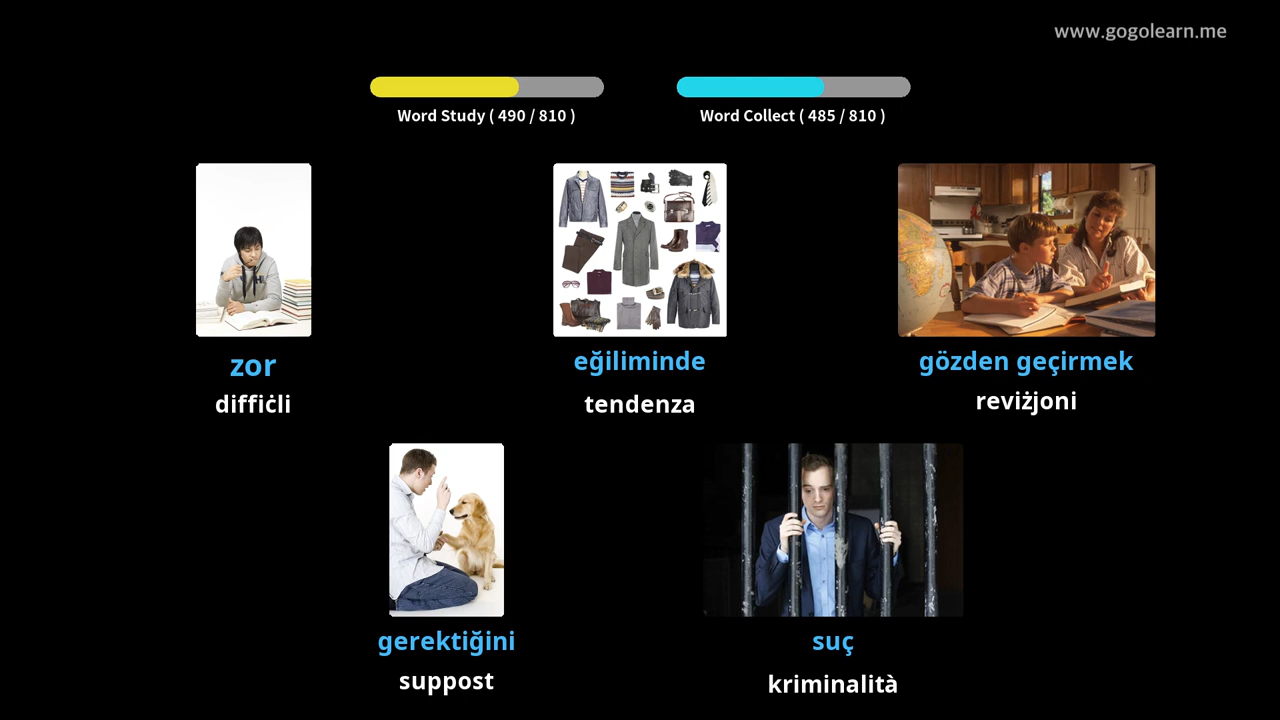 www.gogolearn.me
Word Study ( 490 / 810 )
Word Collect ( 485 / 810 )
zor
diffiċli
eğiliminde
tendenza
gözden geçirmek
reviżjoni
gerektiğini
suppost
suç
kriminalità